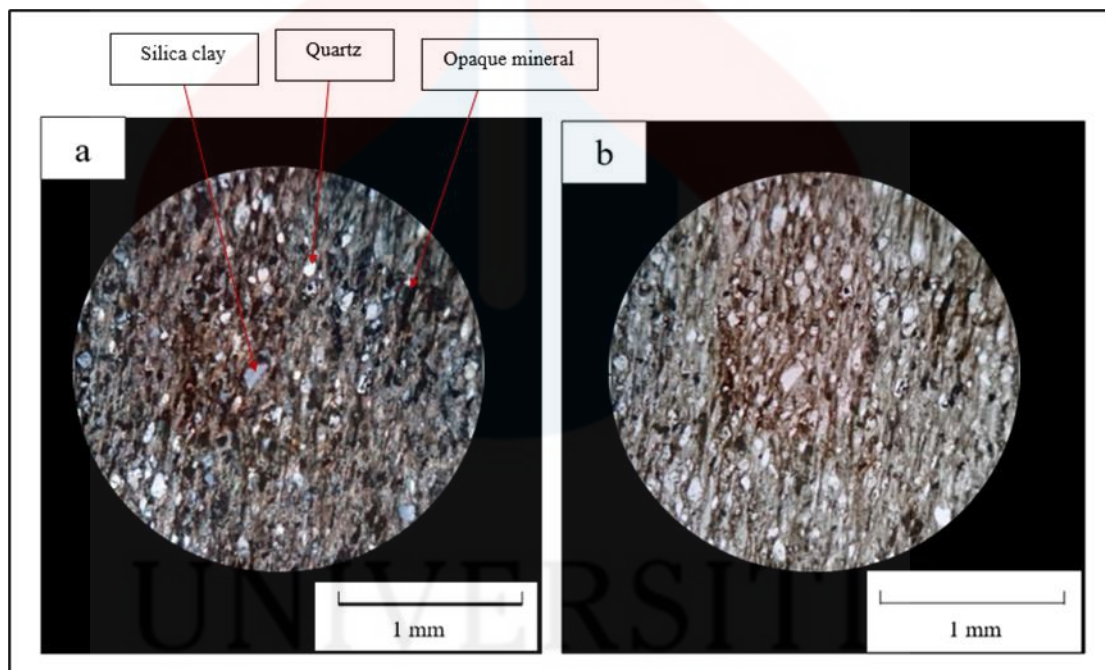 Silica clay
Quartz
Opaque mineral
a
b
1 mm
1 mm
UNIVERSITI